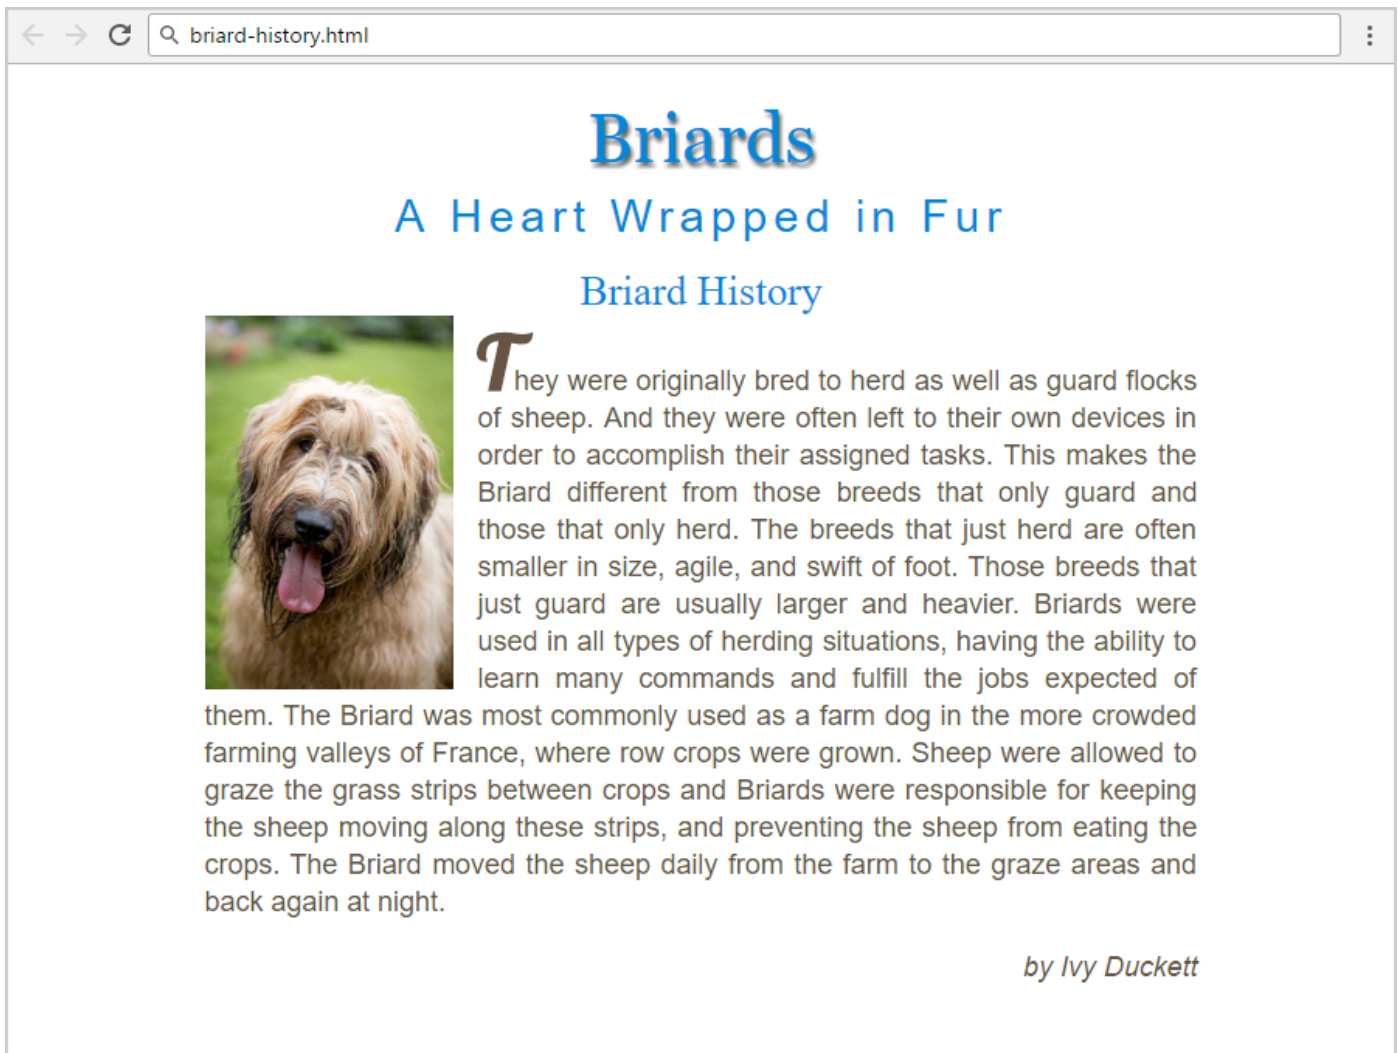 briard-history.html
Briards
A Heart Wrapped in Fur
Briard History
They were originally bred to herd as well as guard flocks
of sheep. And they were often left to their own devices in
order to accomplish their assigned tasks. This makes the
Briard different from those breeds that only guard and
those that only herd. The breeds that just herd are often
smaller in size, agile, and swift of foot. Those breeds that
just guard are usually larger and heavier. Briards were
used in all types of herding situations, having the ability to
learn many commands and fulfill the jobs expected of
them. The Briard was most commonly used as a farm dog in the more crowded
farming valleys of France, where row crops were grown. Sheep were allowed to
graze the grass strips between crops and Briards were responsible for keeping
the sheep moving along these strips, and preventing the sheep from eating the
crops. The Briard moved the sheep daily from the farm to the graze areas and
back again at night.
by Ivy Duckett